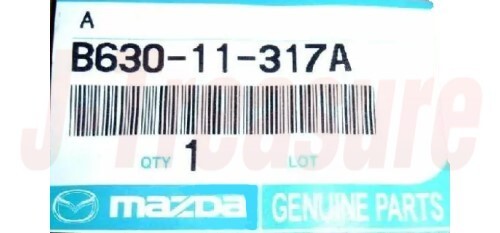 A
B630-11-317A
J-Treasure
QTY 1 LOT
mazda GENUINE PARTS